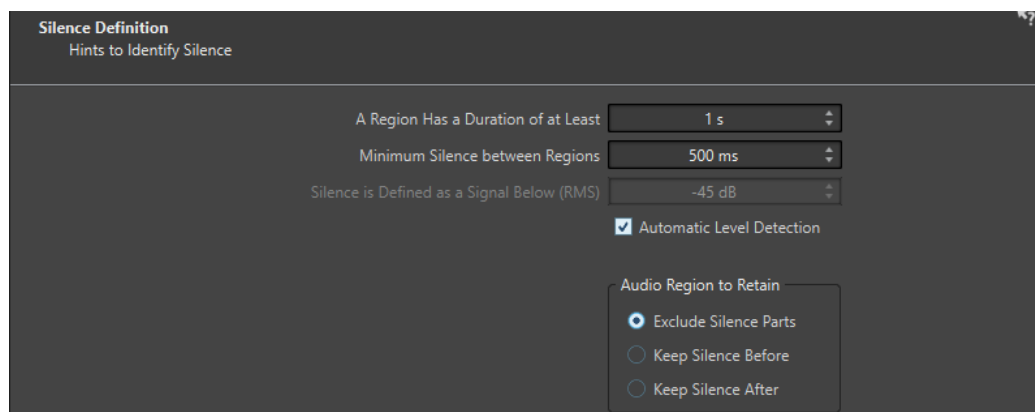 Silence Definition
Hints to Identify Silence
A Region Has a Duration of at Least 1 s
Minimum Silence between Regions 500 ms
Silence is Defined as a Signal Below (RMS) -45 dB
Automatic Level Detection
Audio Region to Retain
Exclude Silence Parts
Keep Silence Before
Keep Silence After